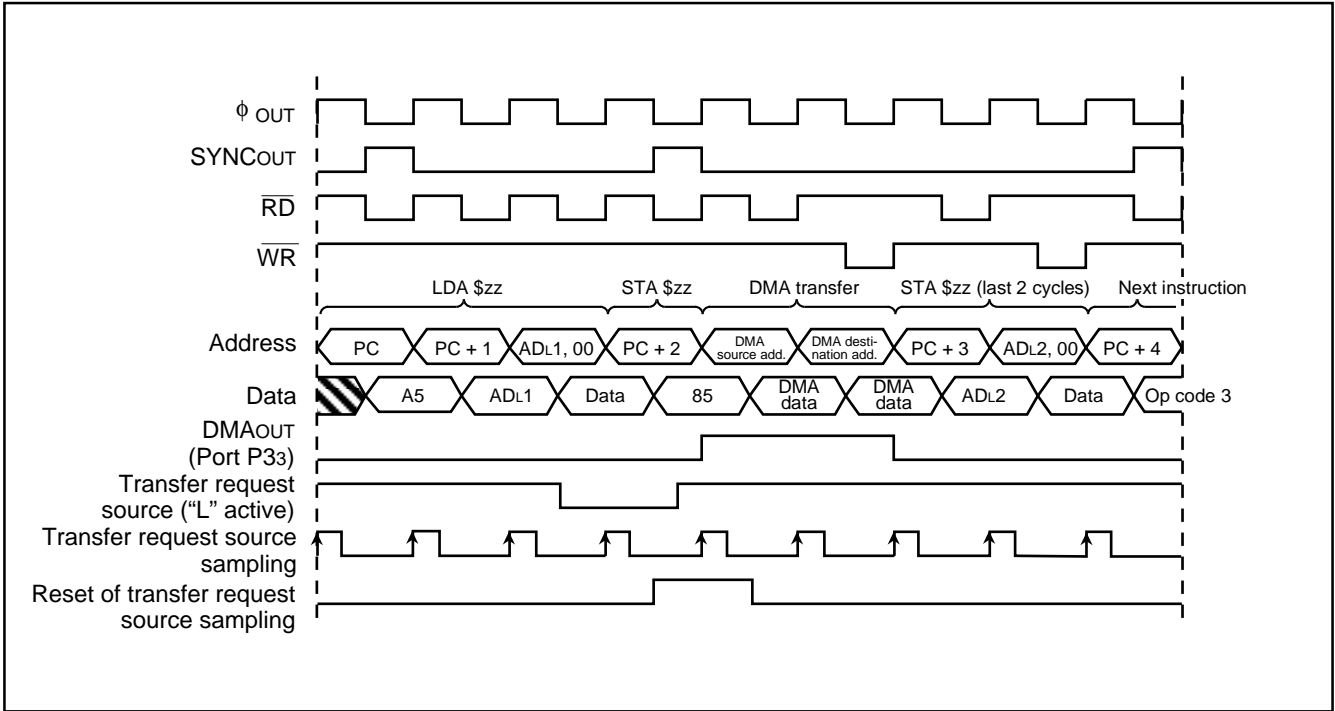 ϕ OUT
SYNCOUT
RD
WR
LDA $zz STA $zz DMA transfer STA $zz (last 2 cycles) Next instruction
Address PC PC + 1 ADL1, 00 PC + 2 DMA source add. DMA desti-nation add. PC + 3 ADL2, 00 PC + 4
Data A5 ADL1 Data 85 DMA data DMA data ADL2 Data Op code 3
DMAOUT
(Port P33)
Transfer request
source (“L” active)
Transfer request source
sampling
Reset of transfer request
source sampling